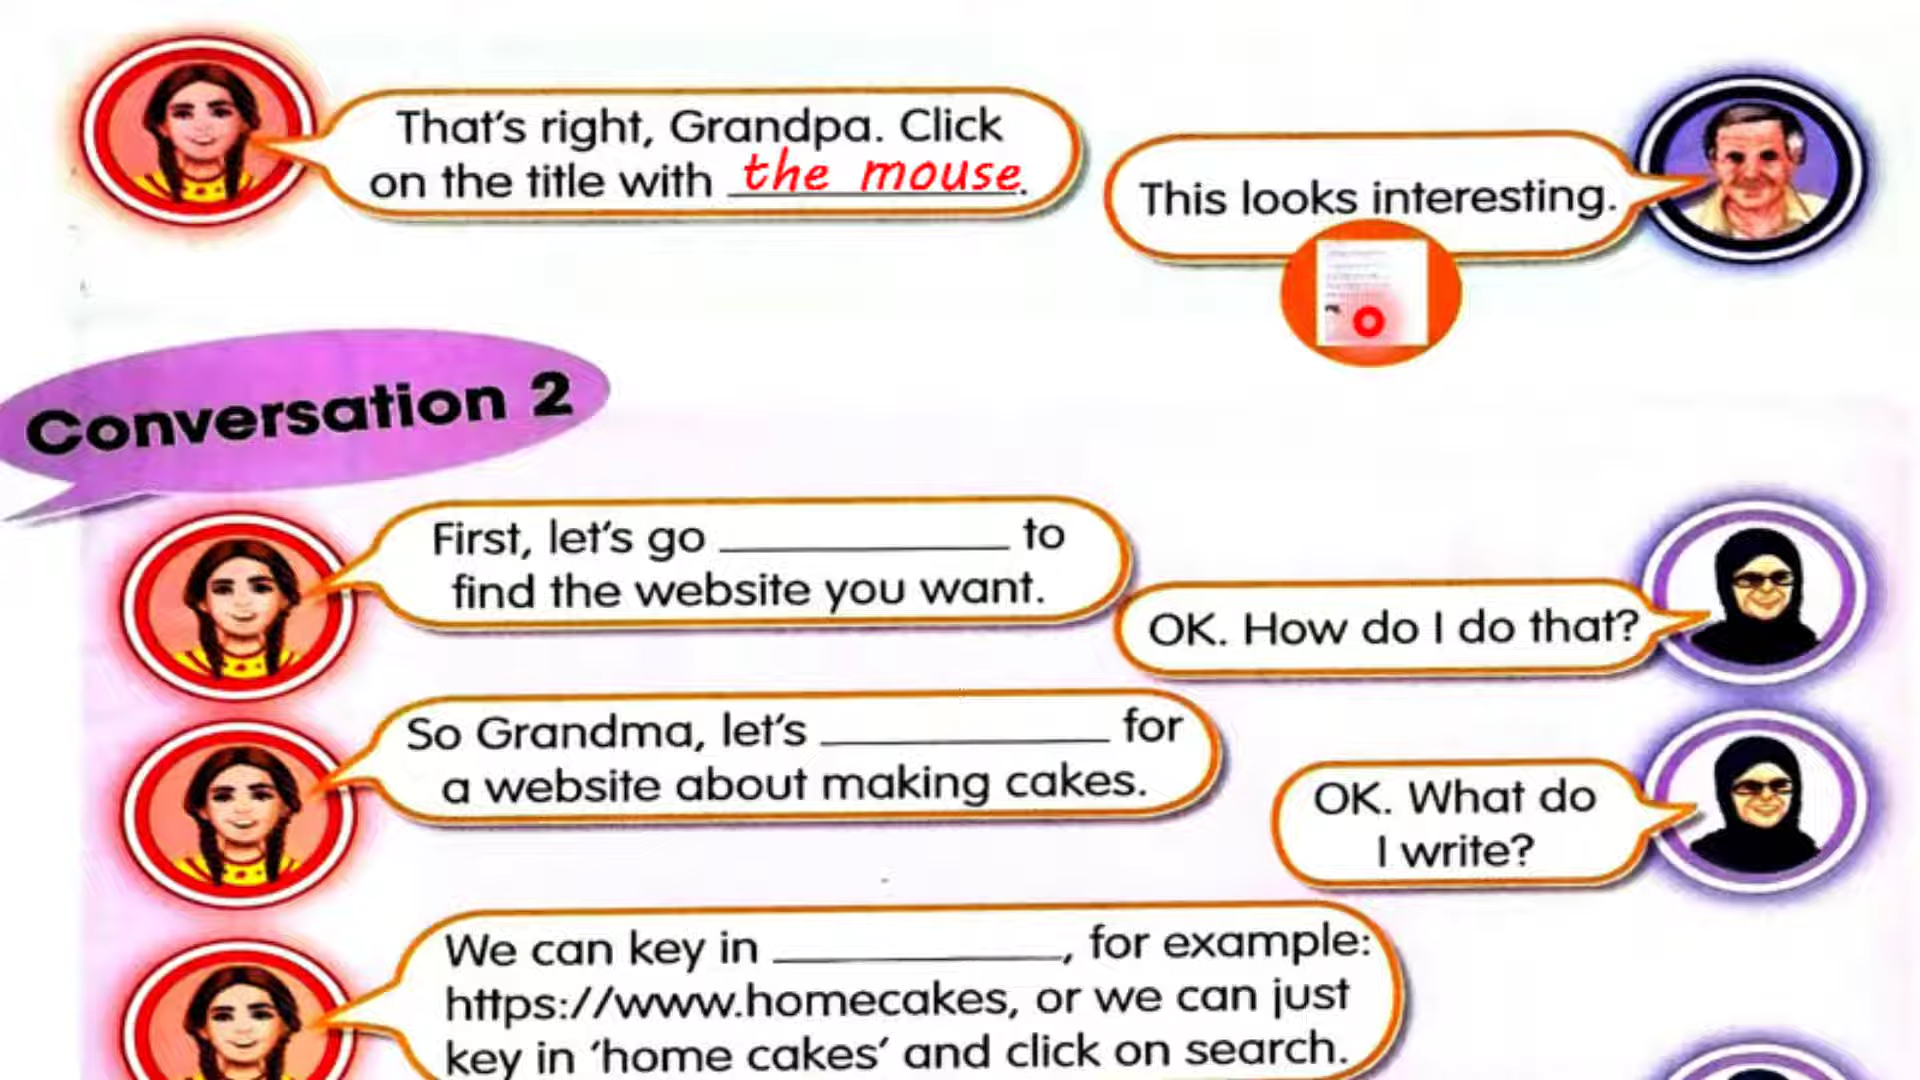 That's right, Grandpa. Click
on the title with the mouse.
This looks interesting.
Conversation 2
First, let's go ____________ to
find the website you want.
OK. How do I do that?
So Grandma, let's ____________ for
a website about making cakes.
OK. What do
I write?
We can key in ____________, for example:
https://www.homecakes, or we can just
key in 'home cakes' and click on search.